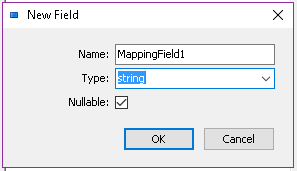 New Field
Name: MappingField1
Type: string
Nullable:
OK Cancel